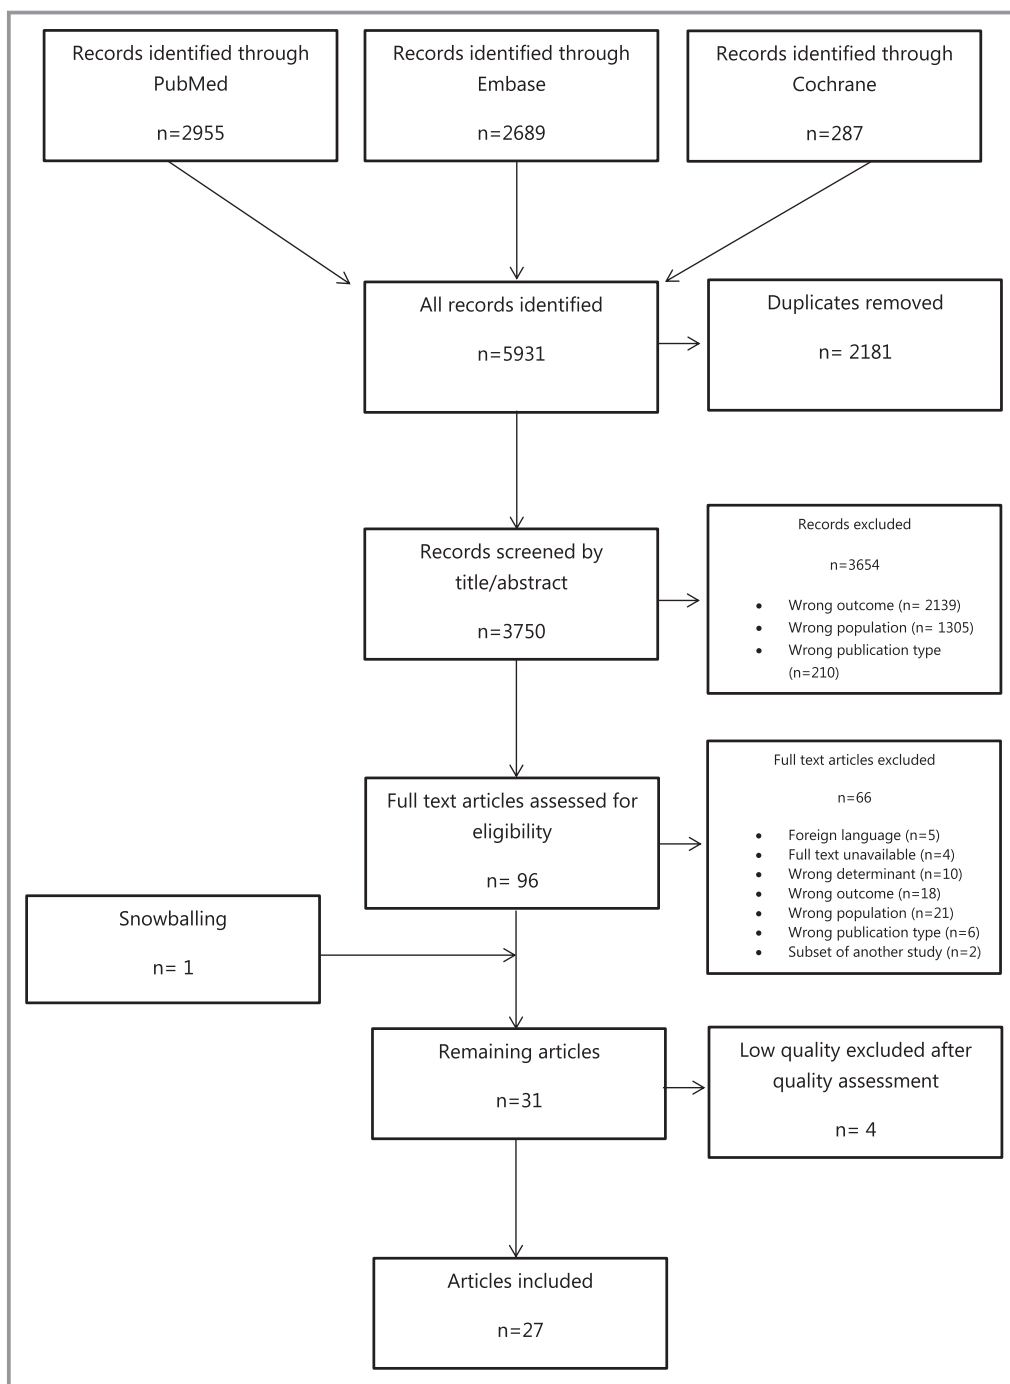 Records identified through
PubMed
n=2955
Records identified through
Embase
n=2689
Records identified through
Cochrane
n=287
All records identified
n=5931
Duplicates removed
n= 2181
Records screened by
title/abstract
n=3750
Records excluded
n=3654
• Wrong outcome (n= 2139)
• Wrong population (n= 1305)
• Wrong publication type
(n=210)
Full text articles assessed for
eligibility
n= 96
Full text articles excluded
n=66
• Foreign language (n=5)
• Full text unavailable (n=4)
• Wrong determinant (n=10)
• Wrong outcome (n=18)
• Wrong population (n=21)
• Wrong publication type (n=6)
• Subset of another study (n=2)
Snowballing
n= 1
Remaining articles
n=31
Low quality excluded after
quality assessment
n= 4
Articles included
n=27